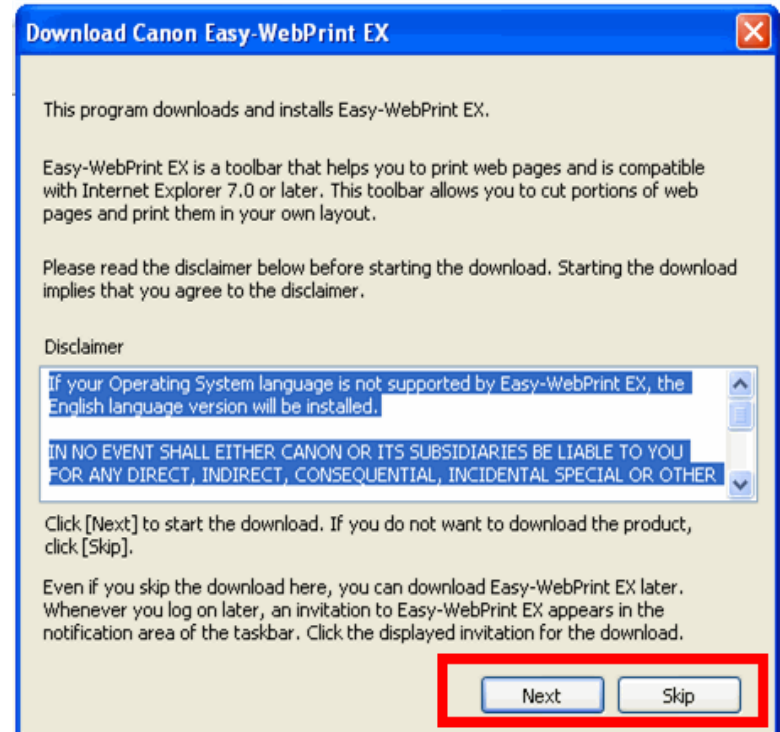 Download Canon Easy-WebPrint EX
This program downloads and installs Easy-WebPrint EX.
Easy-WebPrint EX is a toolbar that helps you to print web pages and is compatible
with Internet Explorer 7.0 or later. This toolbar allows you to cut portions of web
pages and print them in your own layout.
Please read the disclaimer below before starting the download. Starting the download
implies that you agree to the disclaimer.
Disclaimer
If your Operating System language is not supported by Easy-WebPrint EX, the
English language version will be installed.
IN NO EVENT SHALL EITHER CANON OR ITS SUBSIDIARIES BE LIABLE TO YOU
FOR ANY DIRECT, INDIRECT, CONSEQUENTIAL, INCIDENTAL SPECIAL OR OTHER
Click [Next] to start the download. If you do not want to download the product,
click [Skip].
Even if you skip the download here, you can download Easy-WebPrint EX later.
Whenever you log on later, an invitation to Easy-WebPrint EX appears in the
notification area of the taskbar. Click the displayed invitation for the download.
Next Skip